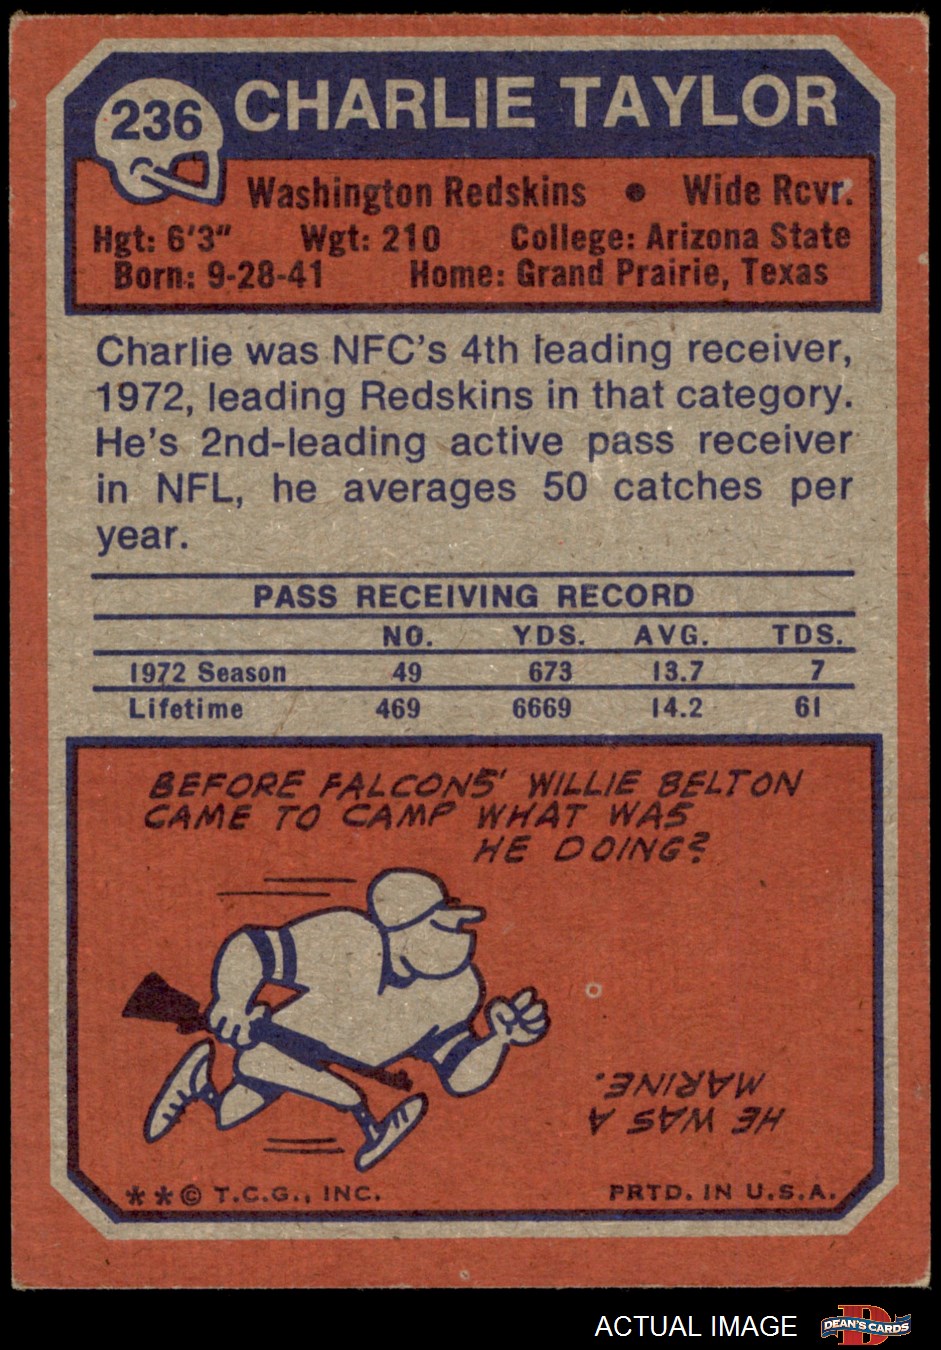 236
CHARLIE TAYLOR
Washington Redskins • Wide Rcvr.
Hgt: 6'3" Wgt: 210 College: Arizona State
Born: 9-28-41 Home: Grand Prairie, Texas
Charlie was NFC's 4th leading receiver,
1972, leading Redskins in that category.
He's 2nd-leading active pass receiver
in NFL, he averages 50 catches per
year.
PASS RECEIVING RECORD
NO. YDS. AVG. TDS.
1972 Season 49 673 13.7 7
Lifetime 469 6669 14.2 61
BEFORE FALCONS' WILLIE BELTON
CAME TO CAMP WHAT WAS
HE DOING?
HE WAS A
MARINE.
**© T.C.G., INC. PRTD. IN U.S.A.
ACTUAL IMAGE
D
DEAN'S CARDS